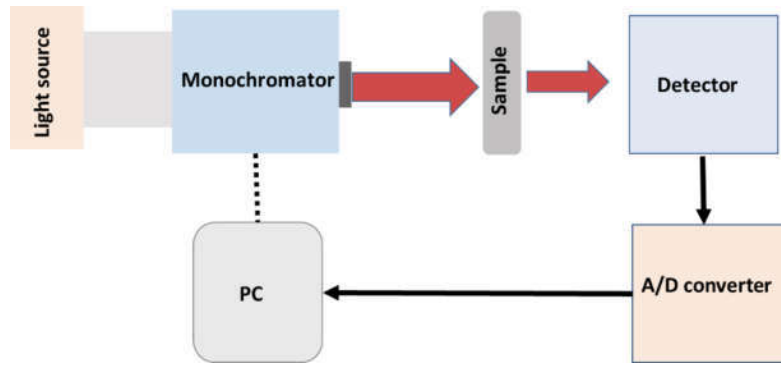 Light source
Monochromator
Sample
Detector
PC
A/D converter